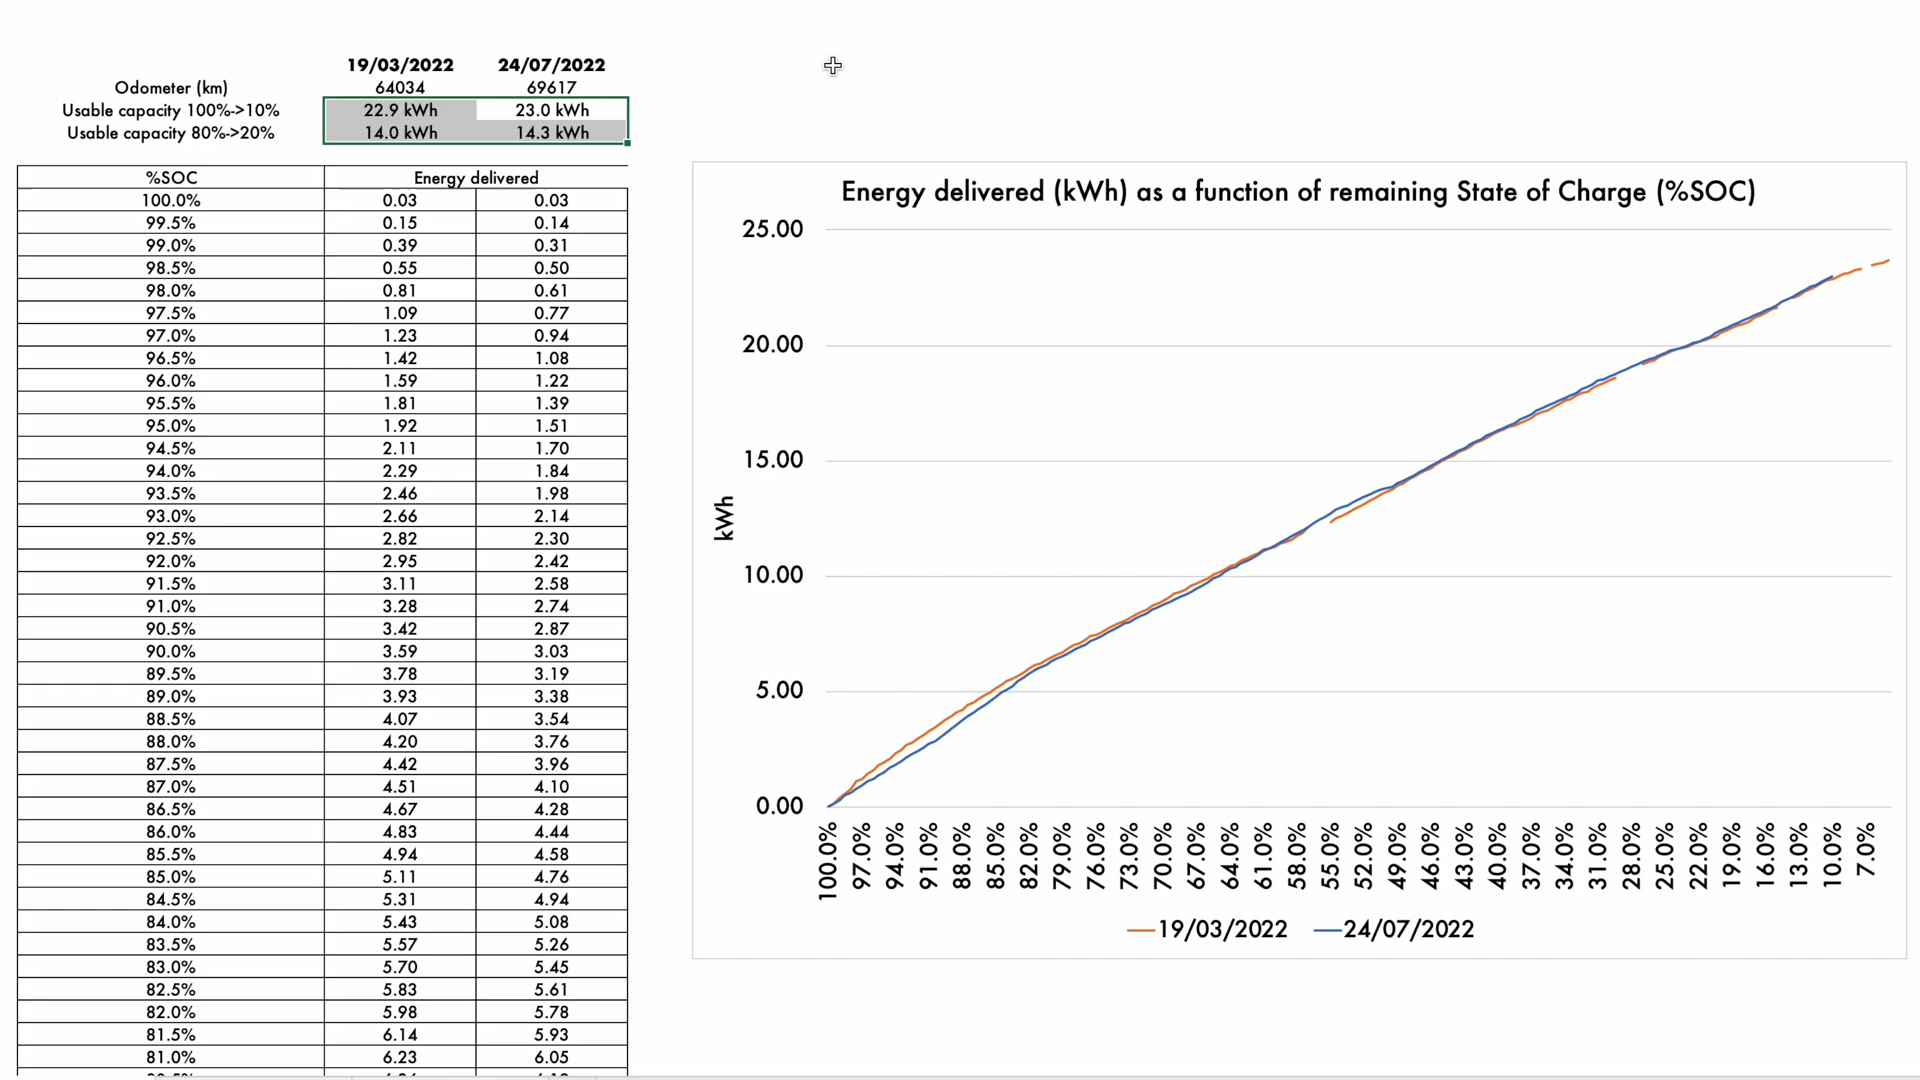 19/03/2022 24/07/2022
Odometer (km) 64034 69617
Usable capacity 100%->10% 22.9 kWh 23.0 kWh
Usable capacity 80%->20% 14.0 kWh 14.3 kWh
%SOC Energy delivered
100.0% 0.03 0.03
99.5% 0.15 0.14
99.0% 0.39 0.31
98.5% 0.55 0.50
98.0% 0.81 0.61
97.5% 1.09 0.77
97.0% 1.23 0.94
96.5% 1.42 1.08
96.0% 1.59 1.22
95.5% 1.81 1.39
95.0% 1.92 1.51
94.5% 2.11 1.70
94.0% 2.29 1.84
93.5% 2.46 1.98
93.0% 2.66 2.14
92.5% 2.82 2.30
92.0% 2.95 2.42
91.5% 3.11 2.58
91.0% 3.28 2.74
90.5% 3.42 2.87
90.0% 3.59 3.03
89.5% 3.78 3.19
89.0% 3.93 3.38
88.5% 4.07 3.54
88.0% 4.20 3.76
87.5% 4.42 3.96
87.0% 4.51 4.10
86.5% 4.67 4.28
86.0% 4.83 4.44
85.5% 4.94 4.58
85.0% 5.11 4.76
84.5% 5.31 4.94
84.0% 5.43 5.08
83.5% 5.57 5.26
83.0% 5.70 5.45
82.5% 5.83 5.61
82.0% 5.98 5.78
81.5% 6.14 5.93
81.0% 6.23 6.05
Energy delivered (kWh) as a function of remaining State of Charge (%SOC)
25.00
20.00
15.00
10.00
5.00
0.00
kWh
100.0% 97.0% 94.0% 91.0% 88.0% 85.0% 82.0% 79.0% 76.0% 73.0% 70.0% 67.0% 64.0% 61.0% 58.0% 55.0% 52.0% 49.0% 46.0% 43.0% 40.0% 37.0% 34.0% 31.0% 28.0% 25.0% 22.0% 19.0% 16.0% 13.0% 10.0% 7.0%
19/03/2022 24/07/2022